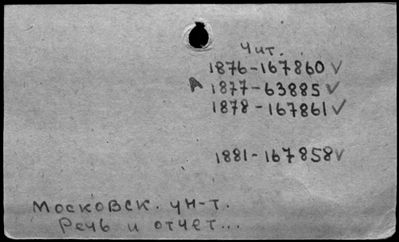 Чит.
1876-167860 ✓
А 1877-63885 ✓
1878-167861 ✓
1881-167858 ✓
Московск. ун-т.
Речь и отчет...